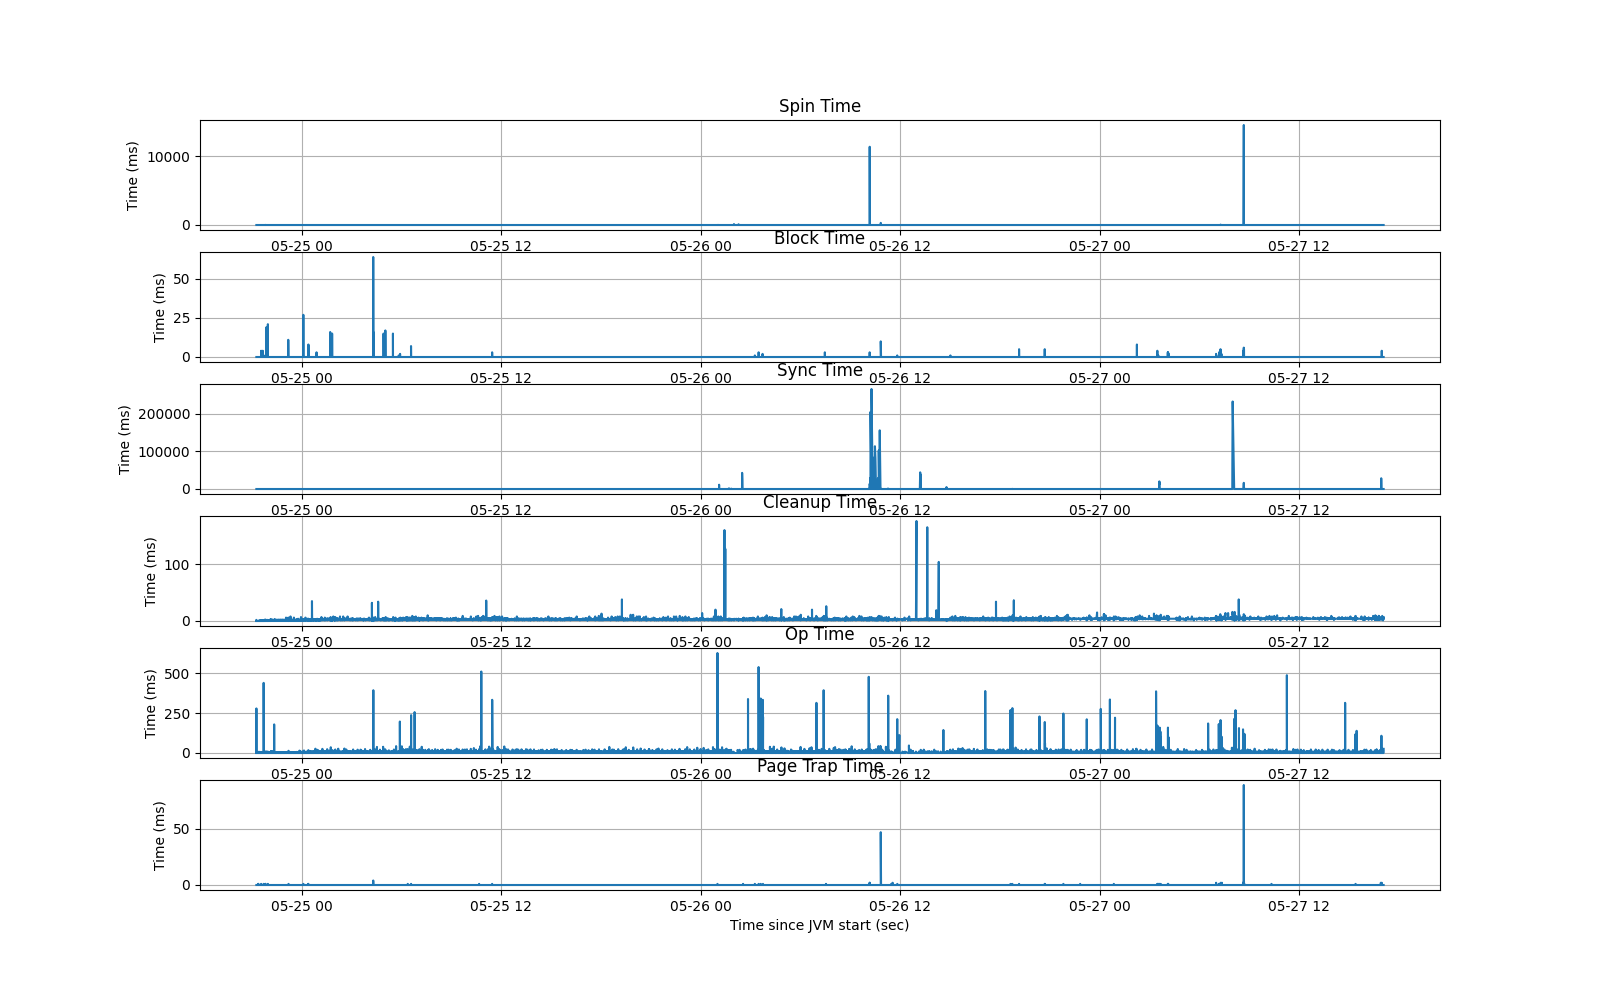 Spin Time
Time (ms)
10000
0
05-25 00 05-25 12 05-26 00 05-26 12 05-27 00 05-27 12
Block Time
Time (ms)
50
25
0
05-25 00 05-25 12 05-26 00 05-26 12 05-27 00 05-27 12
Sync Time
Time (ms)
200000
100000
0
05-25 00 05-25 12 05-26 00 05-26 12 05-27 00 05-27 12
Cleanup Time
Time (ms)
100
0
05-25 00 05-25 12 05-26 00 05-26 12 05-27 00 05-27 12
Op Time
Time (ms)
500
250
0
05-25 00 05-25 12 05-26 00 05-26 12 05-27 00 05-27 12
Page Trap Time
Time (ms)
50
0
05-25 00 05-25 12 05-26 00 05-26 12 05-27 00 05-27 12
Time since JVM start (sec)